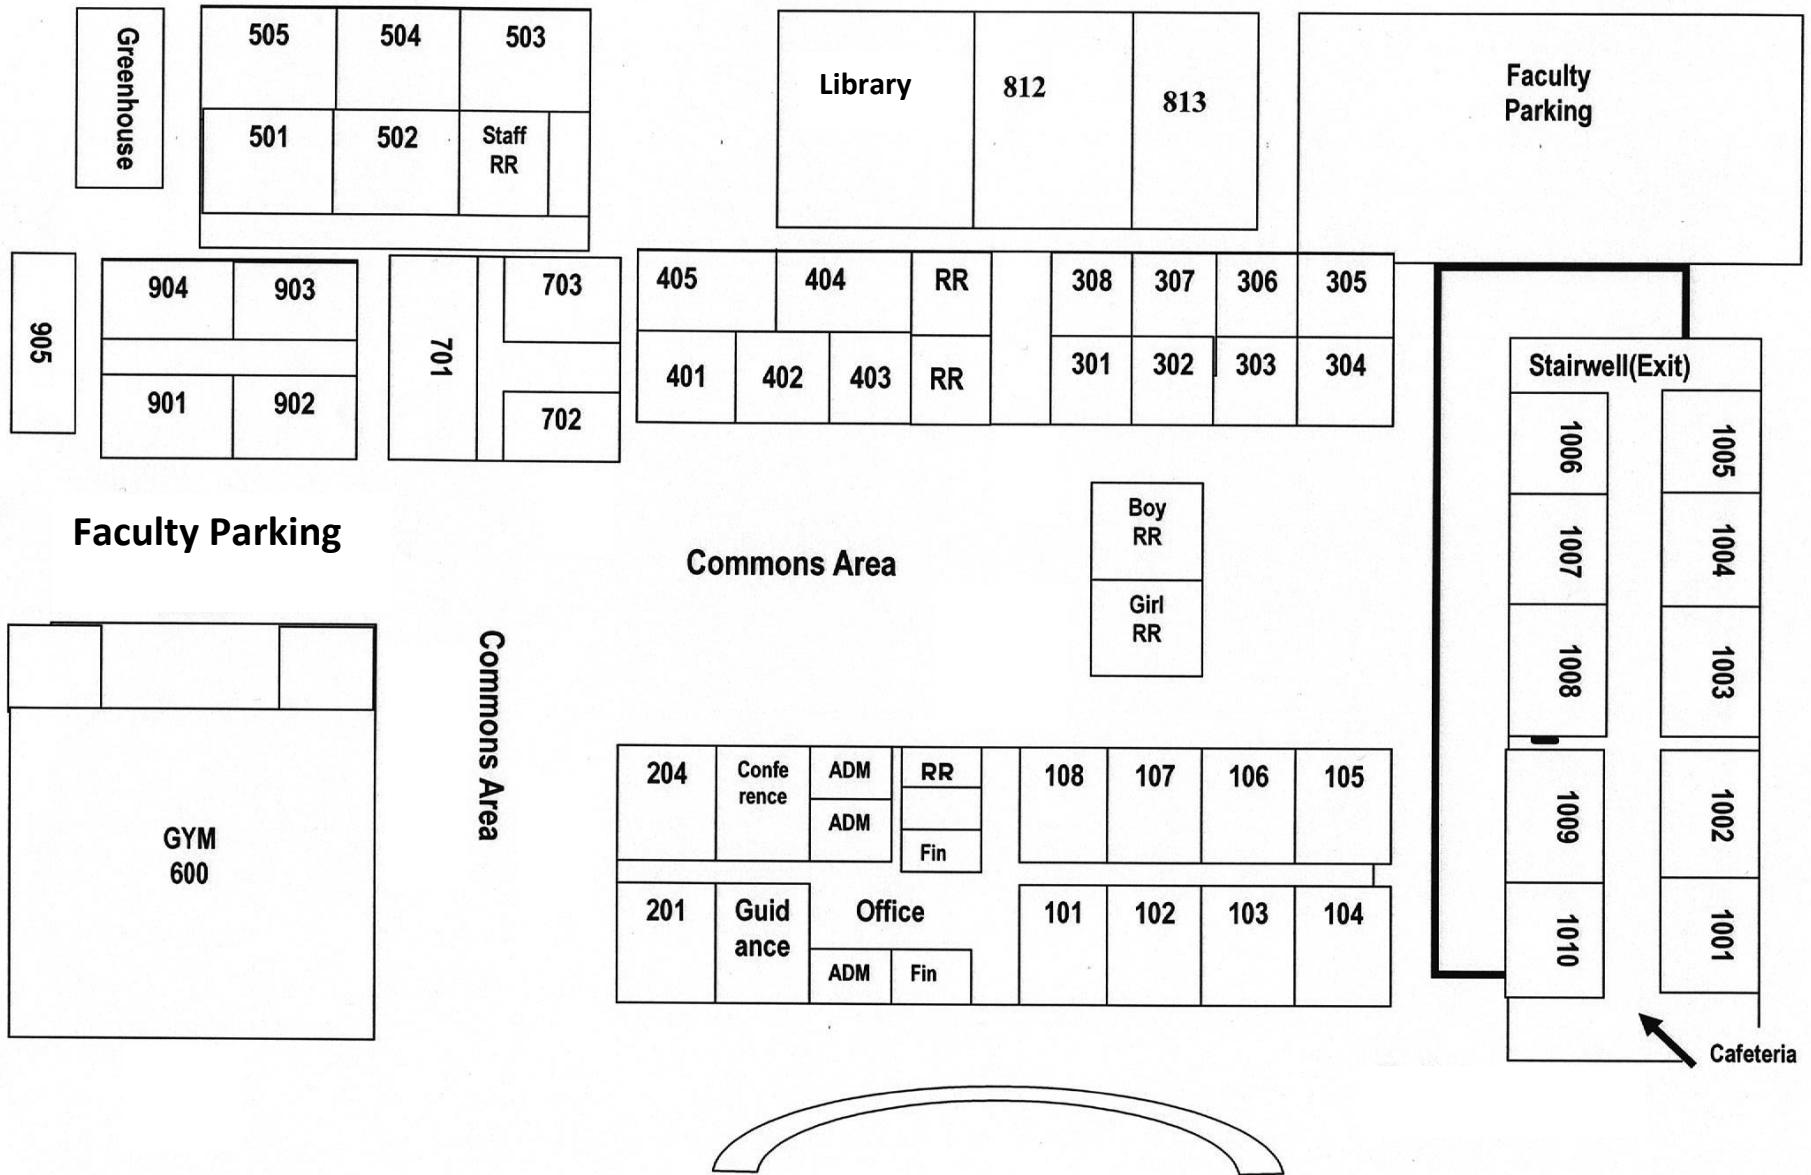 Greenhouse
505
504
503
501
502
Staff
RR
Library
812
813
Faculty
Parking
905
904
903
901
902
701
703
702
405
404
RR
401
402
403
RR
308
307
306
305
301
302
303
304
Stairwell(Exit)
1006
1005
1007
1004
1008
1003
1009
1002
1010
1001
Cafeteria
Faculty Parking
Commons Area
Boy
RR
Girl
RR
Commons Area
GYM
600
204
Confe
rence
ADM
ADM
RR
Fin
201
Guid
ance
Office
ADM
Fin
108
107
106
105
101
102
103
104